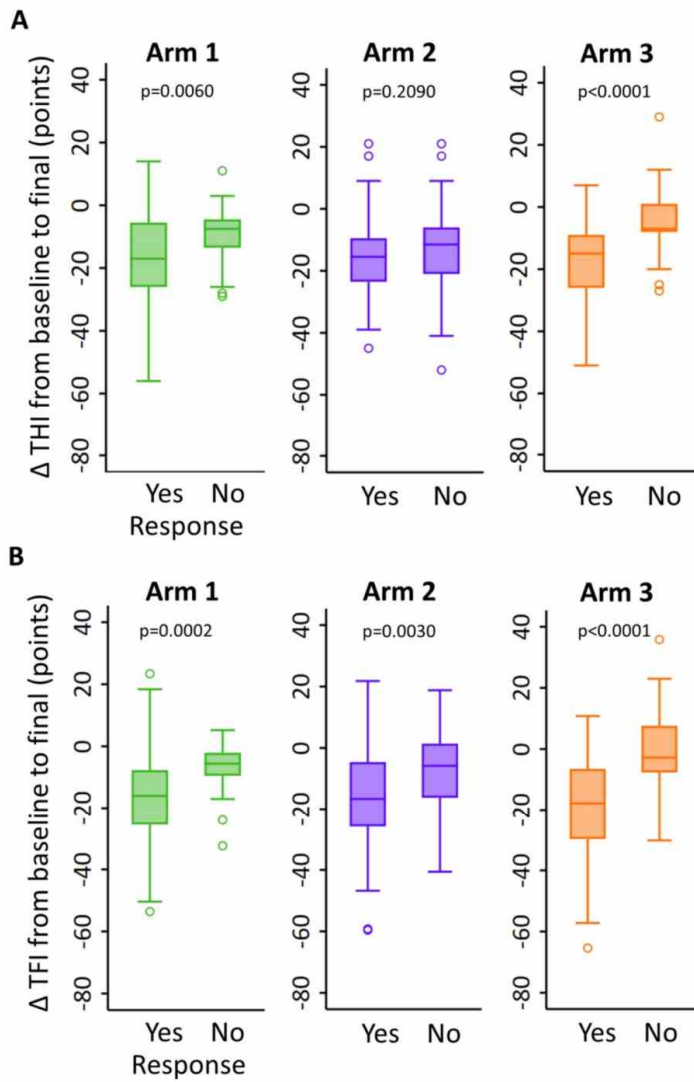 A
Arm 1
Arm 2
Arm 3
p=0.0060
p=0.2090
p<0.0001
Δ THI from baseline to final (points)
40
20
0
-20
-40
-60
-80
40
20
0
-20
-40
-60
-80
40
20
0
-20
-40
-60
-80
Yes No
Yes No
Yes No
Response
B
Arm 1
Arm 2
Arm 3
p=0.0002
p=0.0030
p<0.0001
Δ TFI from baseline to final (points)
40
20
0
-20
-40
-60
-80
40
20
0
-20
-40
-60
-80
40
20
0
-20
-40
-60
-80
Yes No
Yes No
Yes No
Response